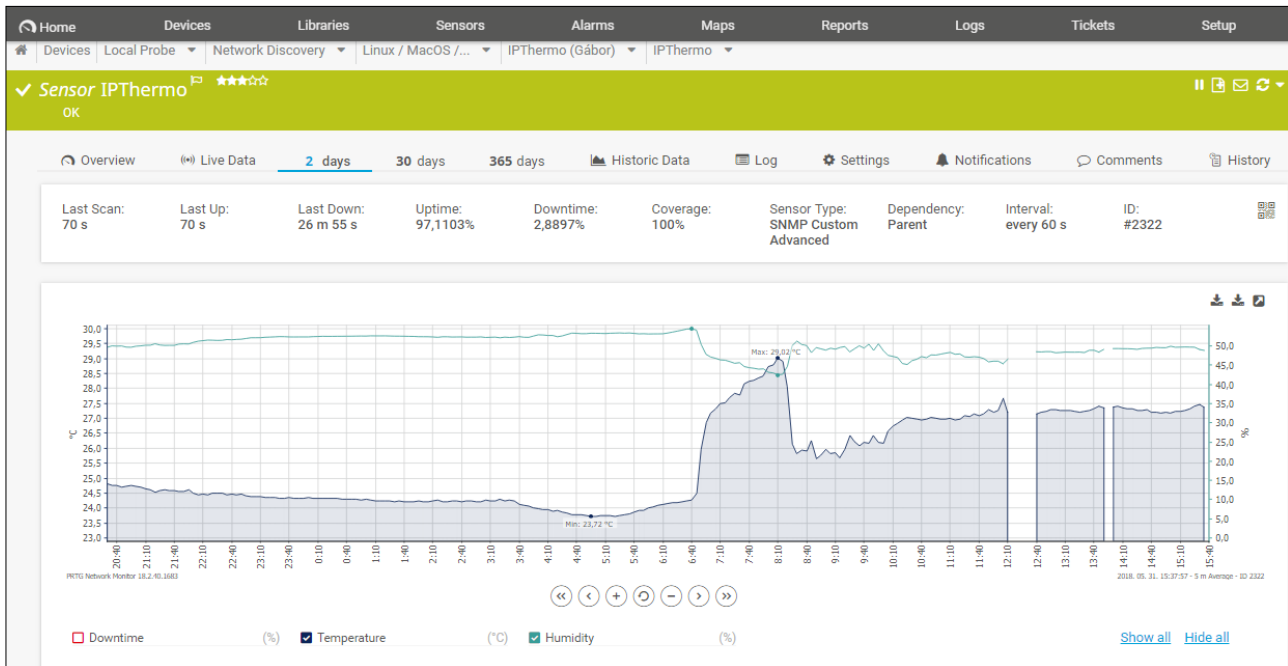 Home Devices Libraries Sensors Alarms Maps Reports Logs Tickets Setup
Devices Local Probe Network Discovery Linux / MacOS /... IPThermo (Gábor) IPThermo
Sensor IPThermo
OK
Overview Live Data 2 days 30 days 365 days Historic Data Log Settings Notifications Comments History
Last Scan: Last Up: Last Down: Uptime: Downtime: Coverage: Sensor Type: Dependency: Interval: ID:
70 s 70 s 26 m 55 s 97,1103% 2,8897% 100% SNMP Custom Parent every 60 s #2322
Advanced
30,0
29,5
29,0
28,5
28,0
27,5
27,0
26,5
26,0
25,5
25,0
24,5
24,0
23,5
23,0
°C
Max: 29,02 °C
Min: 23,72 °C
50,0
45,0
40,0
35,0
30,0
25,0
20,0
15,0
10,0
5,0
0,0
%
20:40 21:10 21:40 22:10 22:40 23:10 23:40 0:10 0:40 1:10 1:40 2:10 2:40 3:10 3:40 4:10 4:40 5:10 5:40 6:10 6:40 7:10 7:40 8:10 8:40 9:10 9:40 10:10 10:40 11:10 11:40 12:10 12:40 13:10 13:40 14:10 14:40 15:10 15:40
PRTG Network Monitor 18.2.40.1683 2018. 05. 31. 15:37:57 - 5 m Average - ID 2322
Downtime (%) Temperature (°C) Humidity (%) Show all Hide all